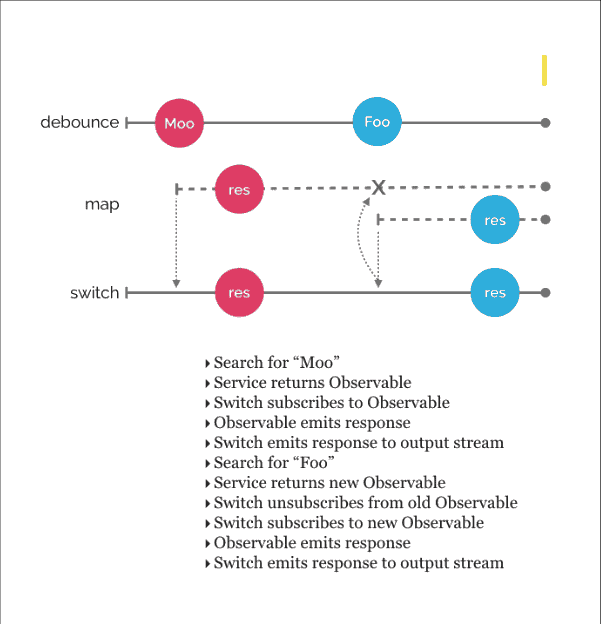 debounce Moo Foo
res X
map res
switch res res
Search for “Moo”
Service returns Observable
Switch subscribes to Observable
Observable emits response
Switch emits response to output stream
Search for “Foo”
Service returns new Observable
Switch unsubscribes from old Observable
Switch subscribes to new Observable
Observable emits response
Switch emits response to output stream